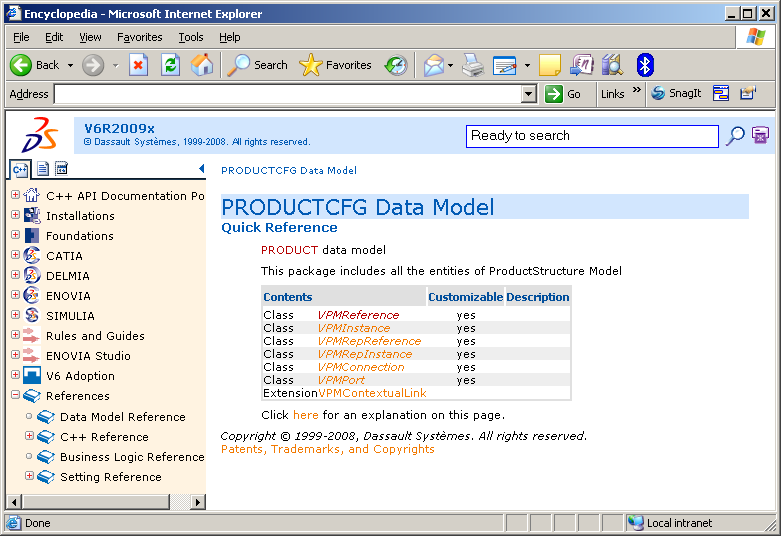 Encyclopedia - Microsoft Internet Explorer
File Edit View Favorites Tools Help
Back Search Favorites
Address Go Links » SnagIt
V6R2009x
© Dassault Systèmes, 1999-2008. All rights reserved.
Ready to search
C++
PRODUCTCFG Data Model
C++ API Documentation Po
Installations
Foundations
CATIA
DELMIA
ENOVIA
SIMULIA
Rules and Guides
ENOVIA Studio
V6 Adoption
References
Data Model Reference
C++ Reference
Business Logic Reference
Setting Reference
PRODUCTCFG Data Model
Quick Reference
PRODUCT data model
This package includes all the entities of ProductStructure Model
Contents Customizable Description
Class VPMReference yes
Class VPMInstance yes
Class VPMRepReference yes
Class VPMRepInstance yes
Class VPMConnection yes
Class VPMPort yes
Extension VPMContextualLink
Click here for an explanation on this page.
Copyright © 1999-2008, Dassault Systèmes. All rights reserved.
Patents, Trademarks, and Copyrights
Done Local intranet